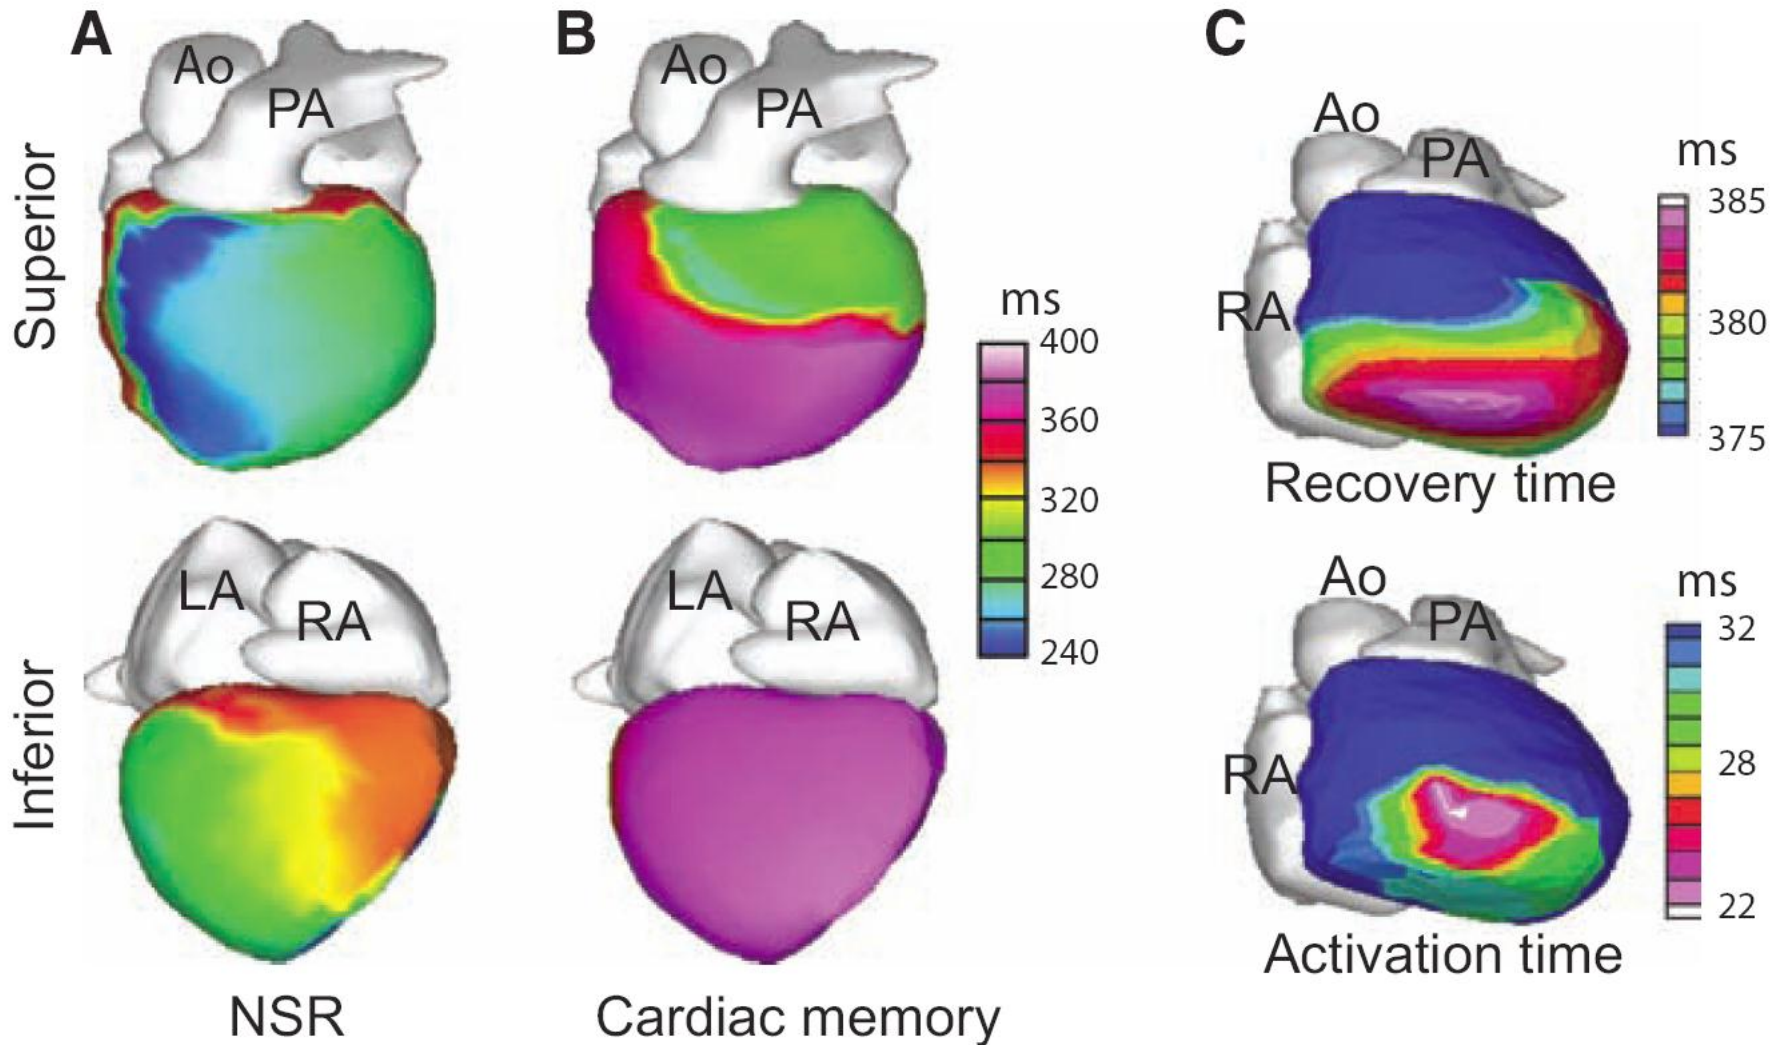 A
B
C
Ao
PA
Ao
PA
Ao
PA
RA
Superior
ms
385
380
375
Recovery time
ms
400
360
320
280
240
LA
RA
LA
RA
Inferior
Ao
PA
RA
ms
32
28
22
Activation time
NSR
Cardiac memory